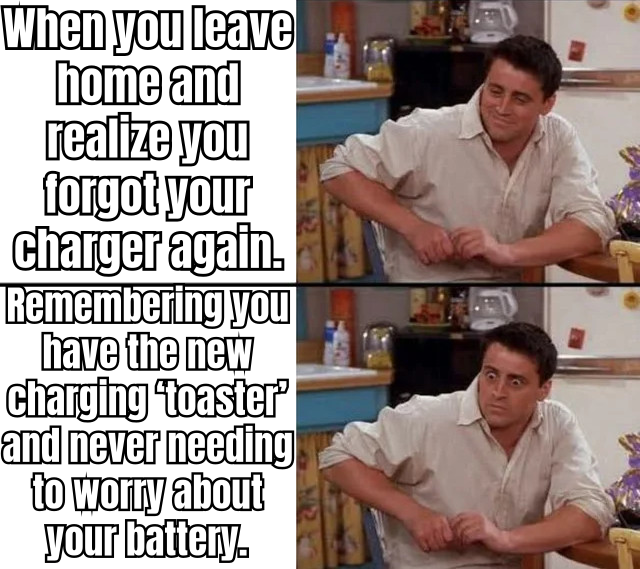 When you leave
home and
realize you
forgot your
charger again.
Remembering you
have the new
charging ‘toaster’
and never needing
to worry about
your battery.